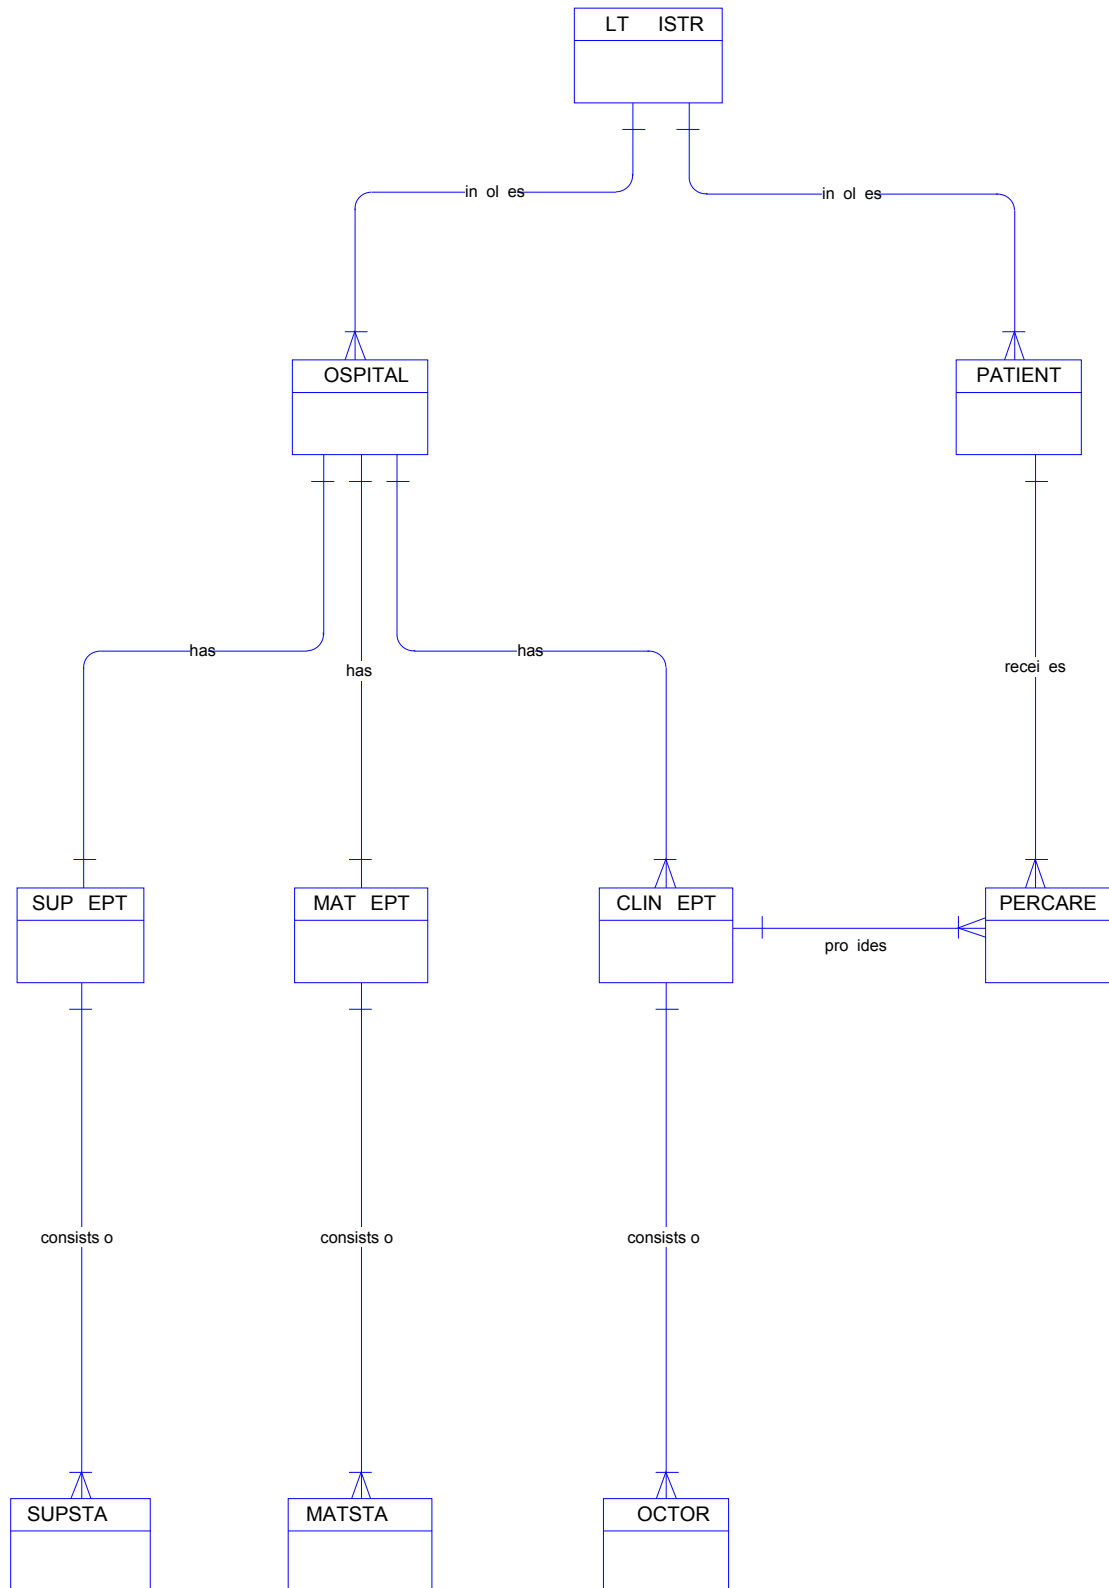 LT ISTR
in ol es
in ol es
OSPITAL
PATIENT
has
has
has
recei es
SUP EPT
MAT EPT
CLIN EPT
PERCARE
pro ides
consists o
consists o
consists o
SUPSTA
MATSTA
OCTOR